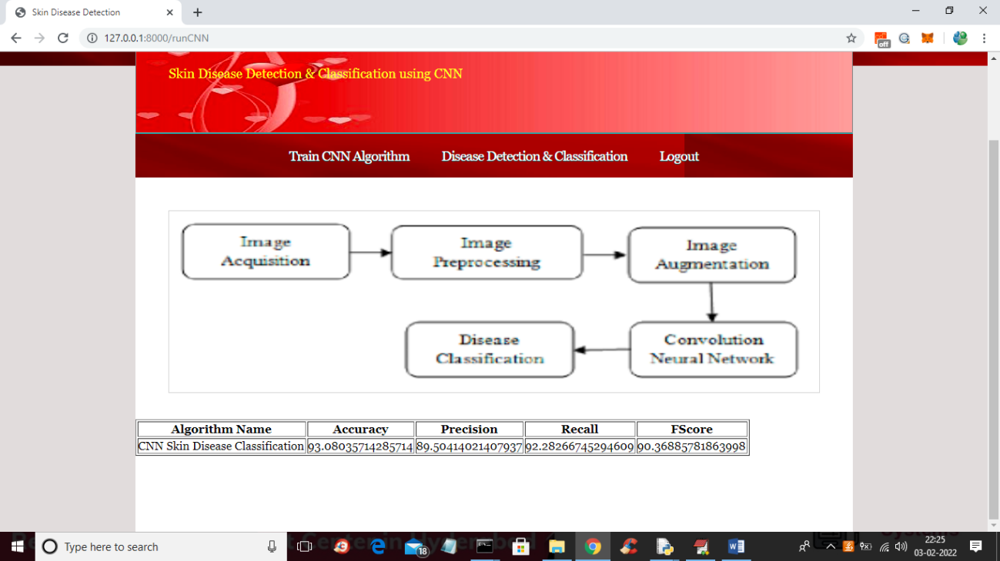 Skin Disease Detection
127.0.0.1:8000/runCNN
off
Skin Disease Detection & Classification using CNN
Train CNN Algorithm Disease Detection & Classification Logout
Image Acquisition
Image Preprocessing
Image Augmentation
Disease Classification
Convolution Neural Network
Algorithm Name Accuracy Precision Recall FScore
CNN Skin Disease Classification 93.08035714285714 89.50414021407937 92.28266745294609 90.36885781863998
Type here to search
18
22:25
03-02-2022